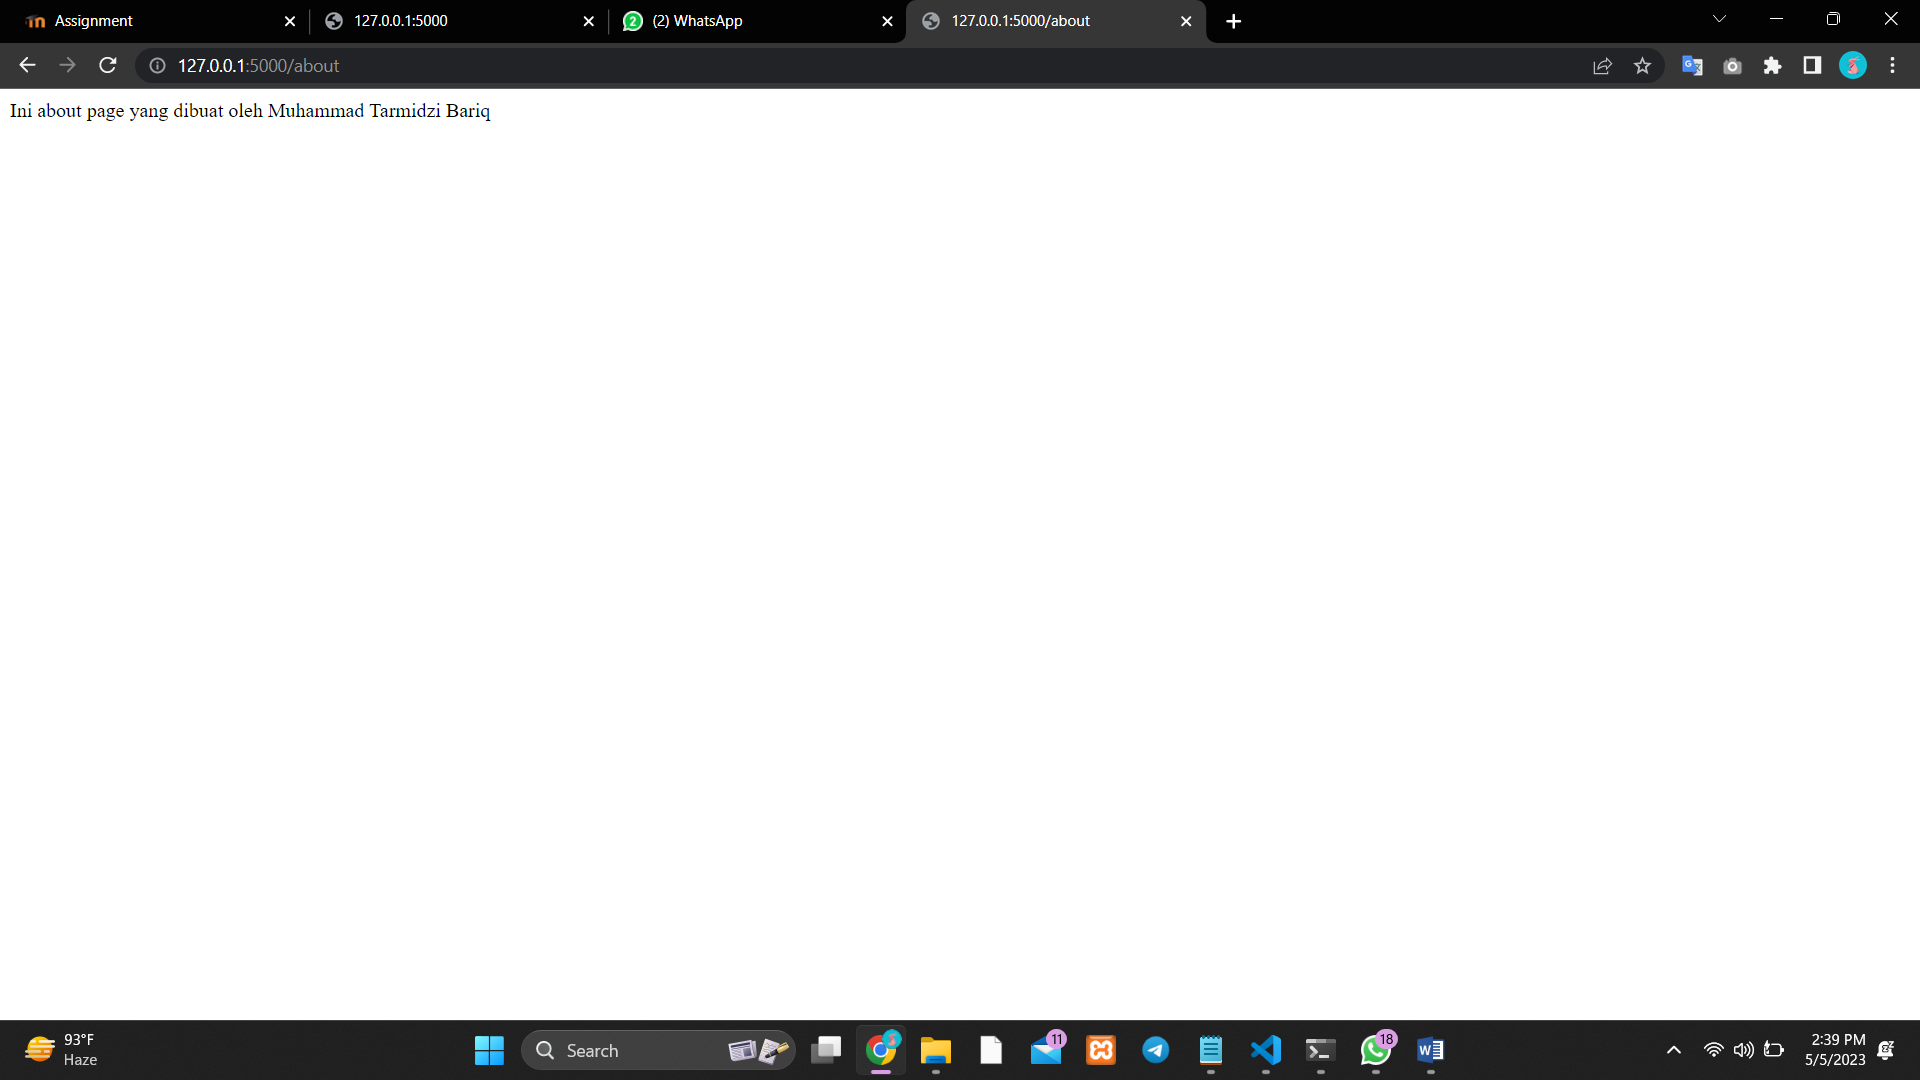 Assignment
127.0.0.1:5000
2
(2) WhatsApp
127.0.0.1:5000/about
127.0.0.1:5000/about
Ini about page yang dibuat oleh Muhammad Tarmidzi Bariq
93°F
Haze
Search
11
18
2:39 PM
5/5/2023